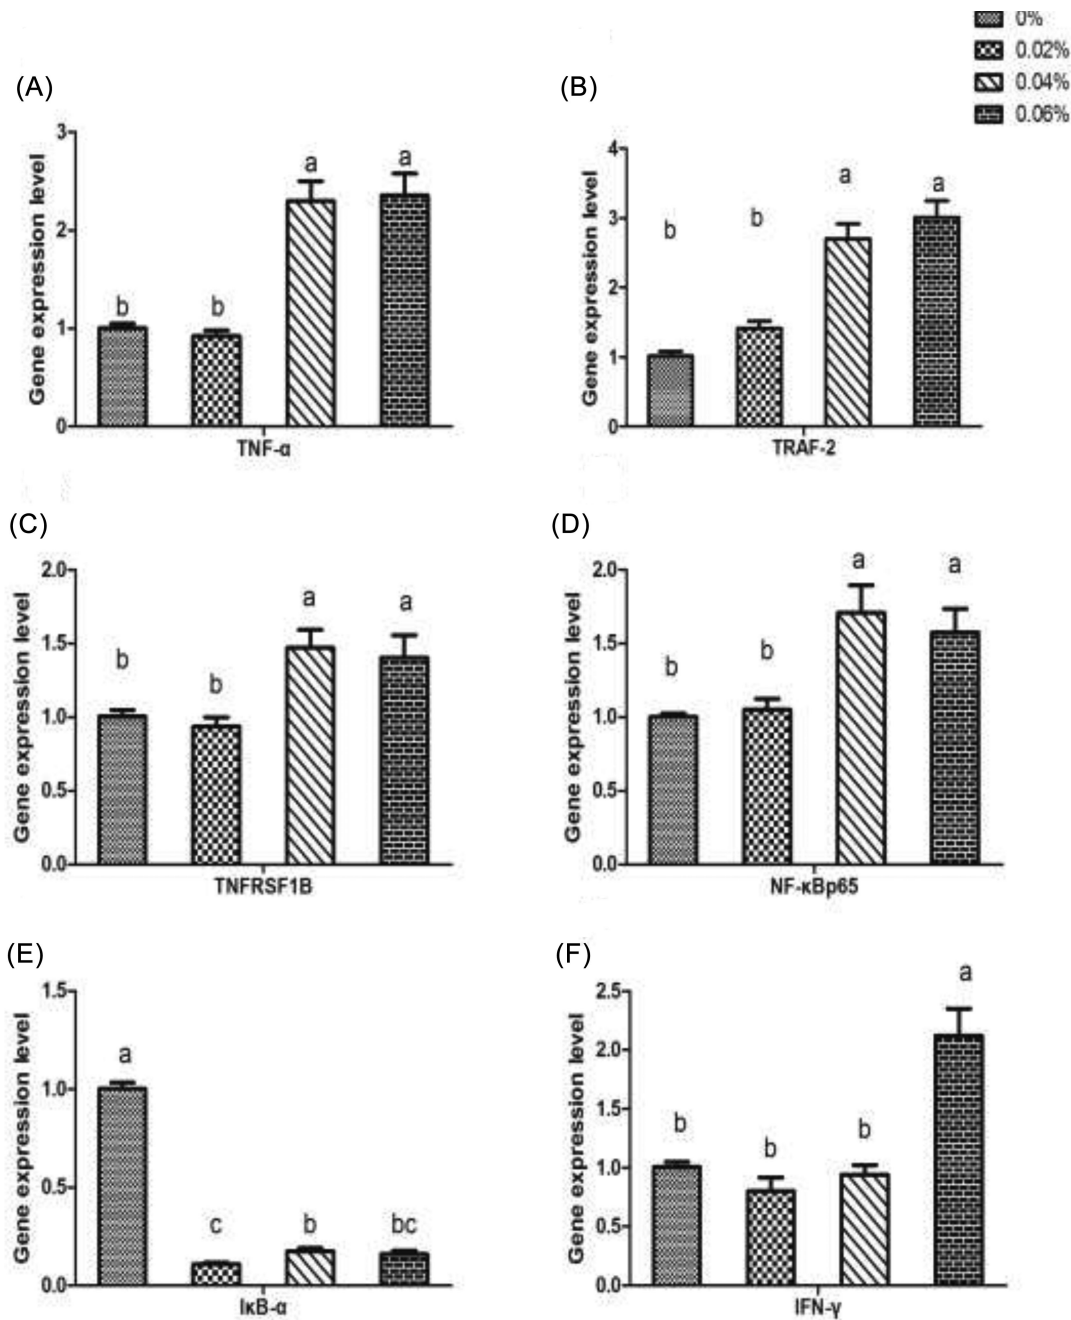 0%
0.02%
0.04%
0.06%
(A)
Gene expression level
3
2
1
0
b
b
a
a
TNF-α
(B)
Gene expression level
4
3
2
1
0
b
b
a
a
TRAF-2
(C)
Gene expression level
2.0
1.5
1.0
0.5
0.0
b
b
a
a
TNFRSF1B
(D)
Gene expression level
2.0
1.5
1.0
0.5
0.0
b
b
a
a
NF-κBp65
(E)
Gene expression level
1.5
1.0
0.5
0.0
a
c
b
bc
IκB-α
(F)
Gene expression level
2.5
2.0
1.5
1.0
0.5
0.0
b
b
b
a
IFN-γ